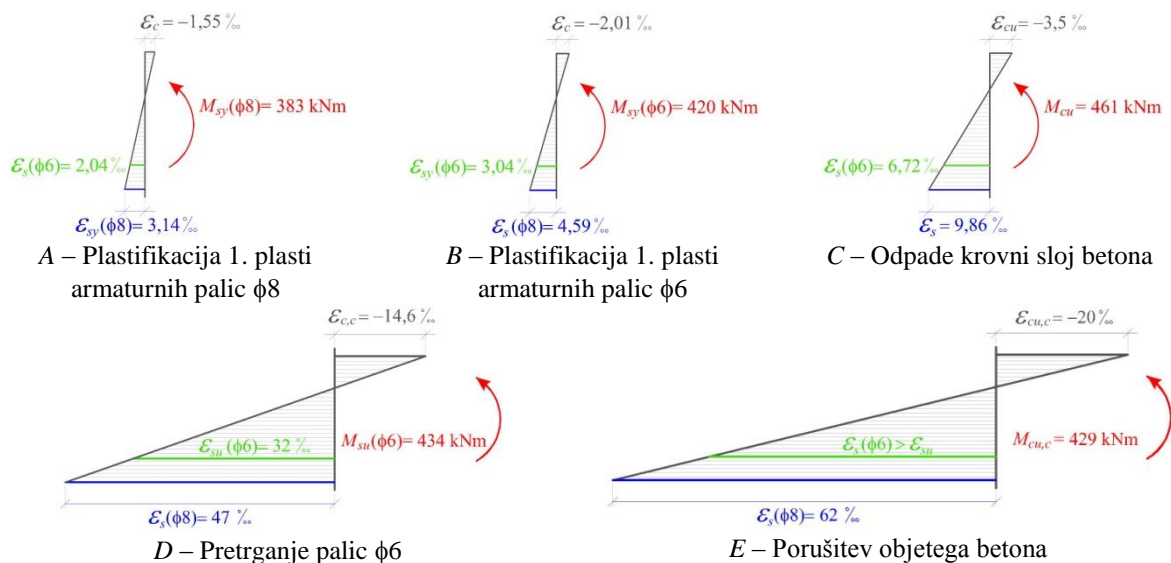 εc = −1,55 ‰
Msy(ϕ8)= 383 kNm
εs(ϕ6)= 2,04 ‰
εsy(ϕ8)= 3,14 ‰
A – Plastifikacija 1. plasti
armaturnih palic ϕ8
εc = −2,01 ‰
Msy(ϕ6)= 420 kNm
εsy(ϕ6)= 3,04 ‰
εs(ϕ8)= 4,59 ‰
B – Plastifikacija 1. plasti
armaturnih palic ϕ6
εcu= −3,5 ‰
Mcu= 461 kNm
εs(ϕ6)= 6,72 ‰
εs = 9,86 ‰
C – Odpade krovni sloj betona
εc,c = −14,6 ‰
Msu(ϕ6)= 434 kNm
εsu(ϕ6)= 32 ‰
εs(ϕ8)= 47 ‰
D – Pretrganje palic ϕ6
εcu,c= −20 ‰
Mcu,c= 429 kNm
εs(ϕ6) > εsu
εs(ϕ8)= 62 ‰
E – Porušitev objetega betona